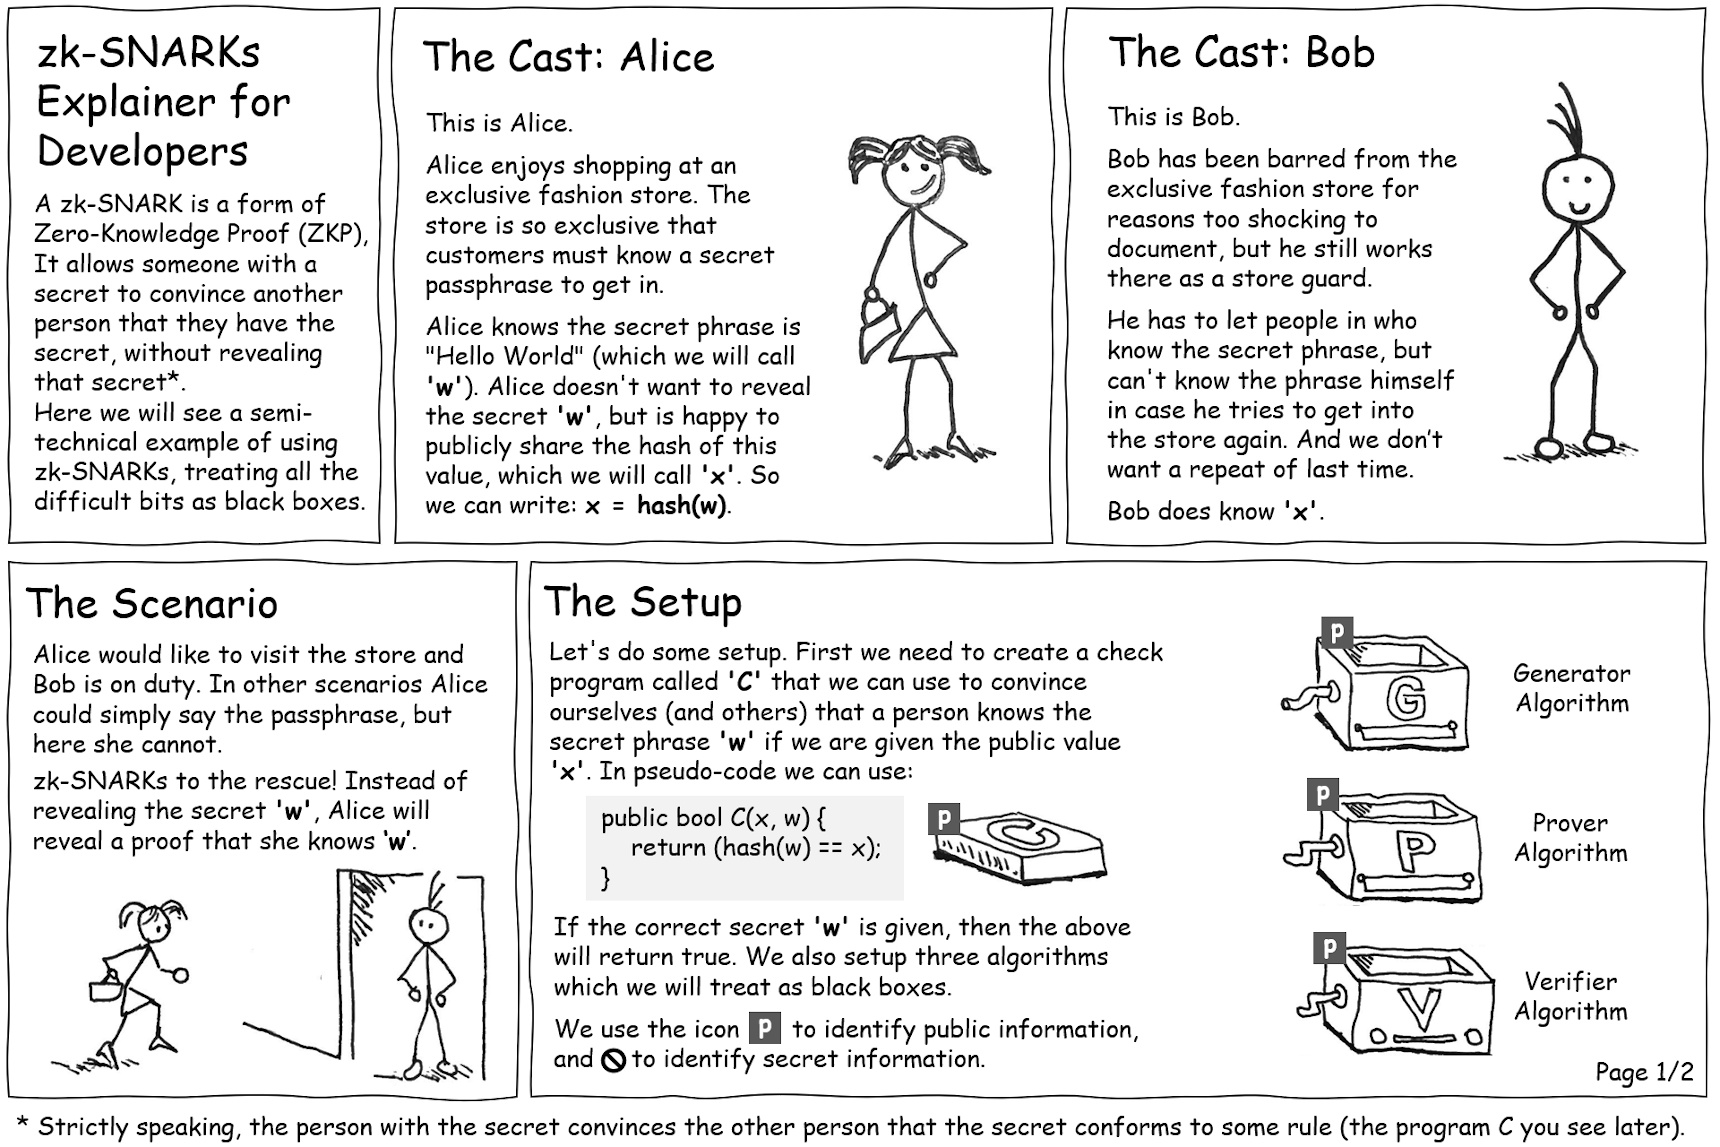 zk-SNARKs
Explainer for
Developers
A zk-SNARK is a form of
Zero-Knowledge Proof (ZKP),
It allows someone with a
secret to convince another
person that they have the
secret, without revealing
that secret*.
Here we will see a semi-
technical example of using
zk-SNARKs, treating all the
difficult bits as black boxes.
The Cast: Alice
This is Alice.
Alice enjoys shopping at an
exclusive fashion store. The
store is so exclusive that
customers must know a secret
passphrase to get in.
Alice knows the secret phrase is
"Hello World" (which we will call
'w'). Alice doesn't want to reveal
the secret 'w', but is happy to
publicly share the hash of this
value, which we will call 'x'. So
we can write: x = hash(w).
The Cast: Bob
This is Bob.
Bob has been barred from the
exclusive fashion store for
reasons too shocking to
document, but he still works
there as a store guard.
He has to let people in who
know the secret phrase, but
can't know the phrase himself
in case he tries to get into
the store again. And we don't
want a repeat of last time.
Bob does know 'x'.
The Scenario
Alice would like to visit the store and
Bob is on duty. In other scenarios Alice
could simply say the passphrase, but
here she cannot.
zk-SNARKs to the rescue! Instead of
revealing the secret 'w', Alice will
reveal a proof that she knows 'w'.
The Setup
Let's do some setup. First we need to create a check
program called 'C' that we can use to convince
ourselves (and others) that a person knows the
secret phrase 'w' if we are given the public value
'x'. In pseudo-code we can use:
public bool C(x, w) {
return (hash(w) == x);
}
p
C
If the correct secret 'w' is given, then the above
will return true. We also setup three algorithms
which we will treat as black boxes.
We use the icon p to identify public information,
and to identify secret information.
p
G
Generator
Algorithm
p
P
Prover
Algorithm
p
V
Verifier
Algorithm
Page 1/2
* Strictly speaking, the person with the secret convinces the other person that the secret conforms to some rule (the program C you see later).